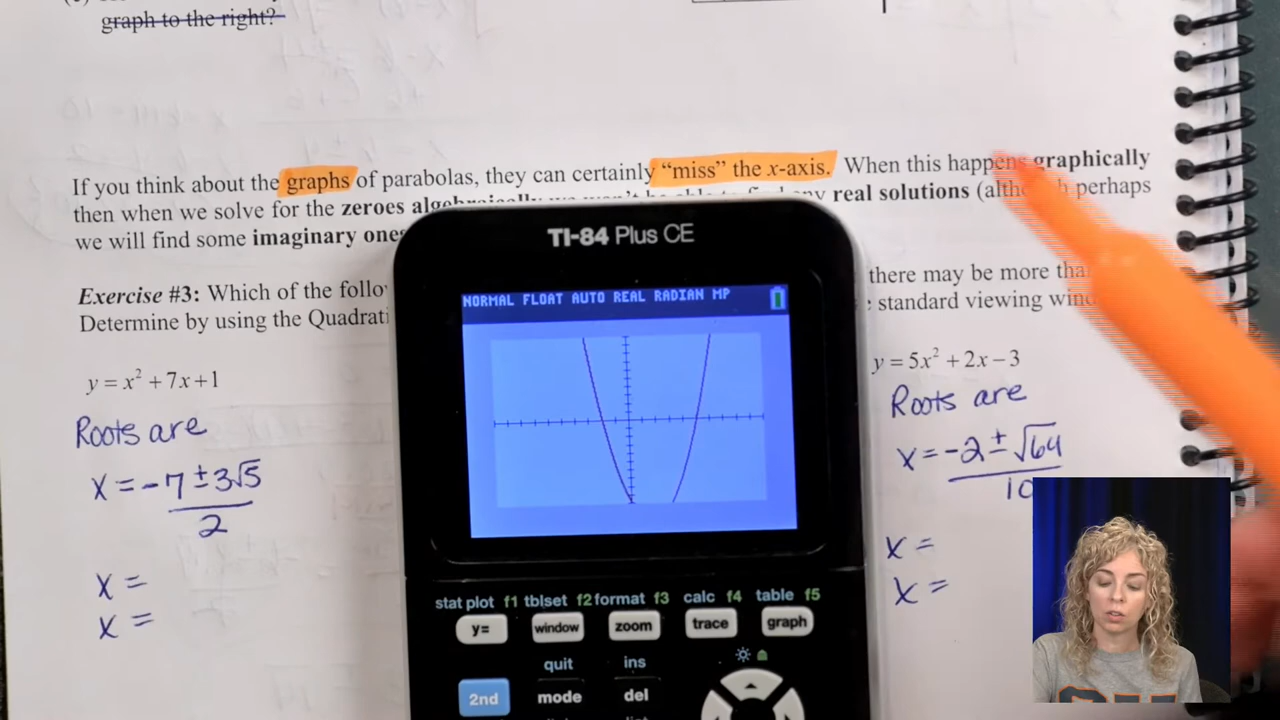 graph to the right?
If you think about the graphs of parabolas, they can certainly “miss” the x-axis. When this happens graphically
then when we solve for the zeroes algebraically any real solutions (although perhaps
we will find some imaginary ones
Exercise #3: Which of the follo there may be more tha
Determine by using the Quadrati standard viewing wind
y = x² + 7x + 1
Roots are
x = -7 ± 3√5
2
x =
x =
TI-84 Plus CE
NORMAL FLOAT AUTO REAL RADIAN MP
stat plot f1 tblset f2 format f3 calc f4 table f5
y= window zoom trace graph
quit ins
2nd mode del
y = 5x² + 2x − 3
Roots are
x = -2 ± √64
10
x =
x =